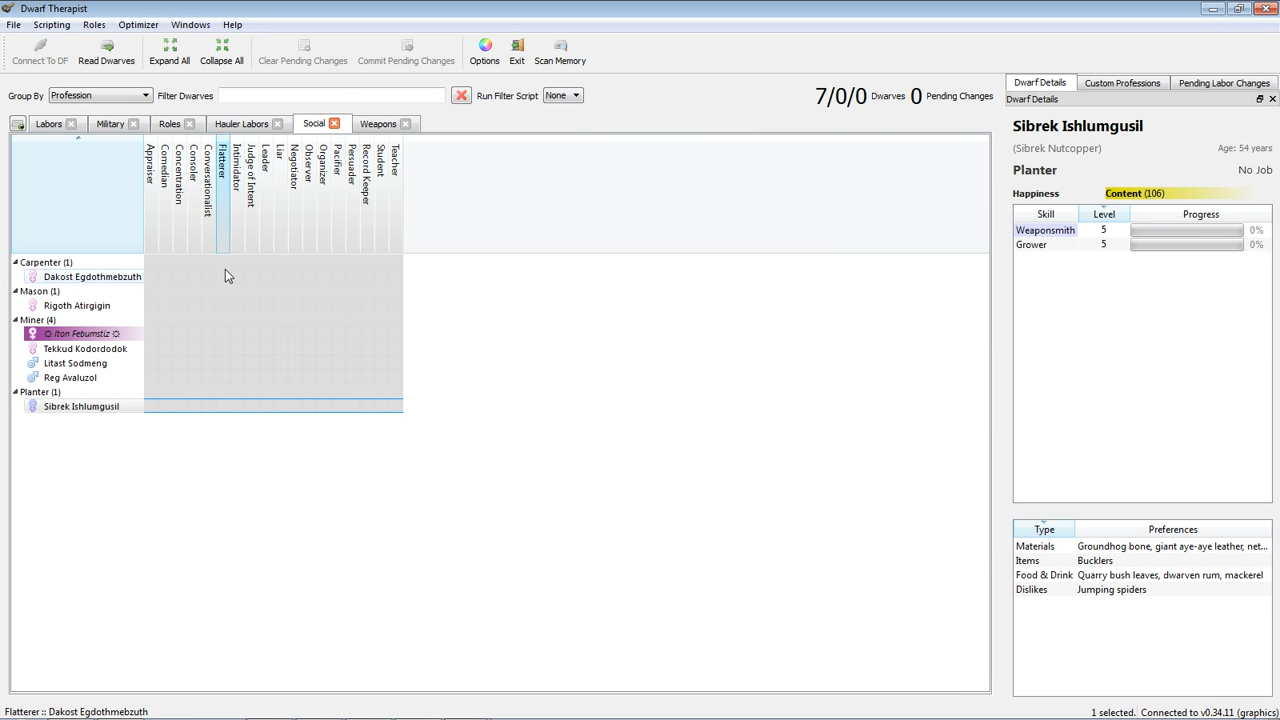 Dwarf Therapist
File Scripting Roles Optimizer Windows Help
Connect To DF Read Dwarves Expand All Collapse All Clear Pending Changes Commit Pending Changes Options Exit Scan Memory
Group By Profession Filter Dwarves Run Filter Script None 7/0/0 Dwarves 0 Pending Changes
Labors Military Roles Hauler Labors Social Weapons
Appraiser
Comedian
Concentration
Consoler
Conversationalist
Flatterer
Intimidator
Judge of Intent
Leader
Liar
Negotiator
Observer
Organizer
Pacifier
Persuader
Record Keeper
Student
Teacher
Carpenter (1)
Dakost Egdothmebzuth
Mason (1)
Rigoth Atirgigin
Miner (4)
☼ Iton Febumstiz ☼
Tekkud Kodordodok
Litast Sodmeng
Reg Avaluzol
Planter (1)
Sibrek Ishlumgusil
Dwarf Details Custom Professions Pending Labor Changes
Dwarf Details
Sibrek Ishlumgusil
(Sibrek Nutcopper) Age: 54 years
Planter No Job
Happiness Content (106)
Skill Level Progress
Weaponsmith 5 0%
Grower 5 0%
Type Preferences
Materials Groundhog bone, giant aye-aye leather, net...
Items Bucklers
Food & Drink Quarry bush leaves, dwarven rum, mackerel
Dislikes Jumping spiders
Flatterer :: Dakost Egdothmebzuth 1 selected. Connected to v0.34.11 (graphics)